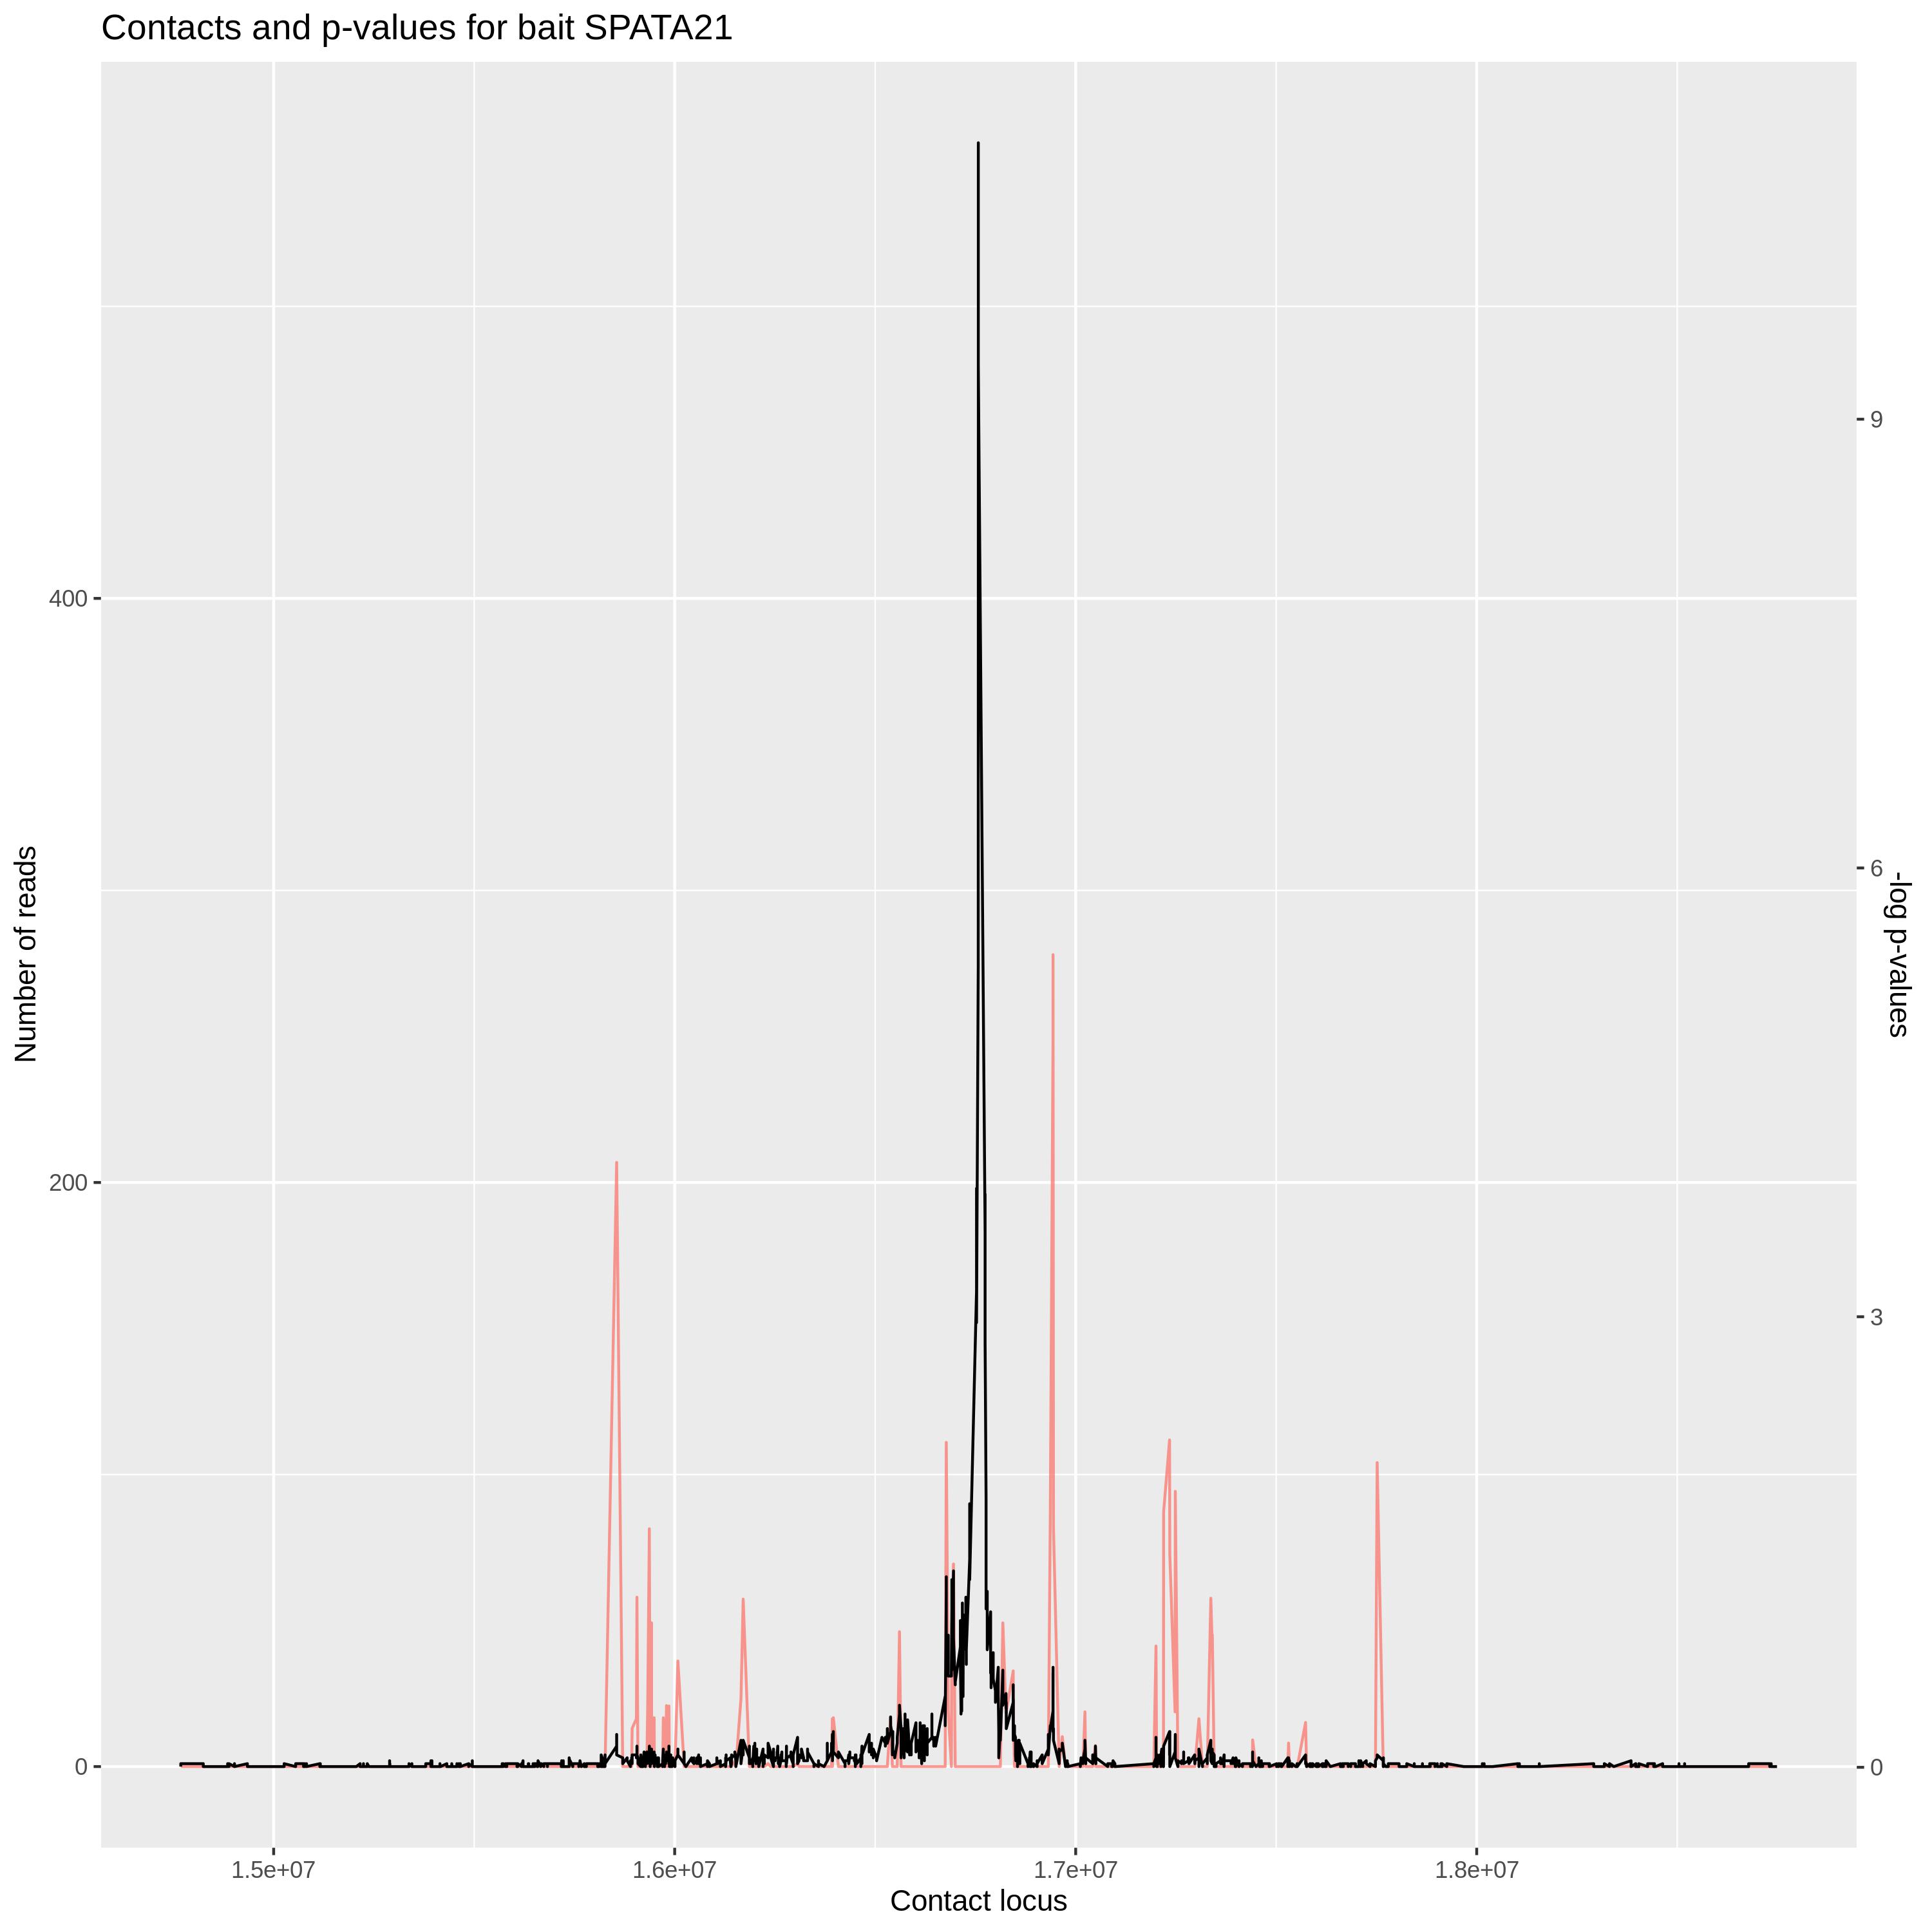 Contacts and p-values for bait SPATA21
Number of reads
400
200
0
9
6
3
0
-log p-values
1.5e+07
1.6e+07
1.7e+07
1.8e+07
Contact locus